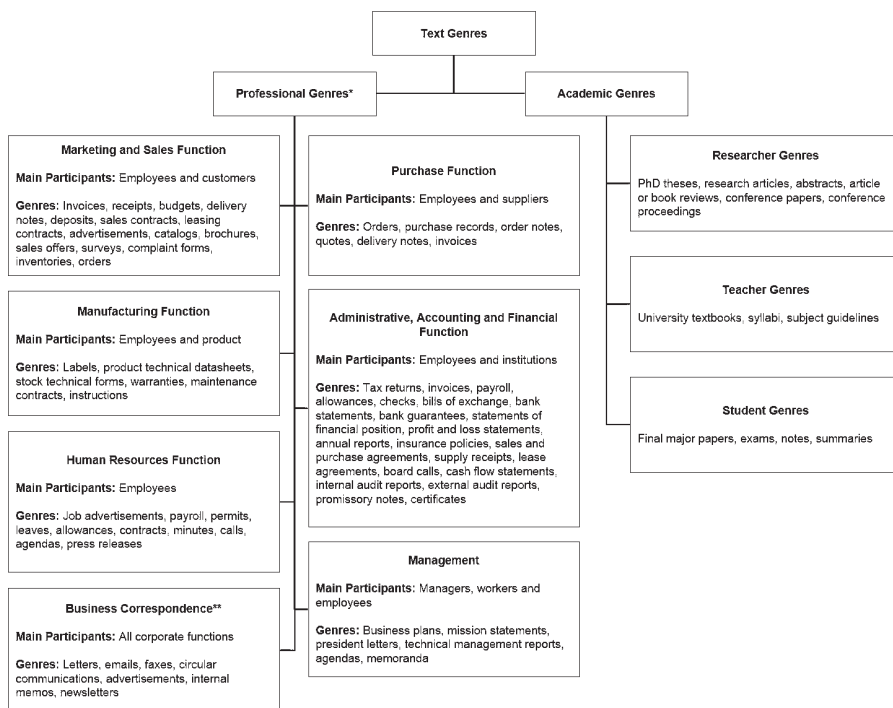 Text Genres
Professional Genres*
Academic Genres
Marketing and Sales Function
Main Participants: Employees and customers
Genres: Invoices, receipts, budgets, delivery
notes, deposits, sales contracts, leasing
contracts, advertisements, catalogs, brochures,
sales offers, surveys, complaint forms,
inventories, orders
Purchase Function
Main Participants: Employees and suppliers
Genres: Orders, purchase records, order notes,
quotes, delivery notes, invoices
Researcher Genres
PhD theses, research articles, abstracts, article
or book reviews, conference papers, conference
proceedings
Manufacturing Function
Main Participants: Employees and product
Genres: Labels, product technical datasheets,
stock technical forms, warranties, maintenance
contracts, instructions
Administrative, Accounting and Financial
Function
Main Participants: Employees and institutions
Genres: Tax returns, invoices, payroll,
allowances, checks, bills of exchange, bank
statements, bank guarantees, statements of
financial position, profit and loss statements,
annual reports, insurance policies, sales and
purchase agreements, supply receipts, lease
agreements, board calls, cash flow statements,
internal audit reports, external audit reports,
promissory notes, certificates
Teacher Genres
University textbooks, syllabi, subject guidelines
Student Genres
Final major papers, exams, notes, summaries
Human Resources Function
Main Participants: Employees
Genres: Job advertisements, payroll, permits,
leaves, allowances, contracts, minutes, calls,
agendas, press releases
Management
Main Participants: Managers, workers and
employees
Genres: Business plans, mission statements,
president letters, technical management reports,
agendas, memoranda
Business Correspondence**
Main Participants: All corporate functions
Genres: Letters, emails, faxes, circular
communications, advertisements, internal
memos, newsletters